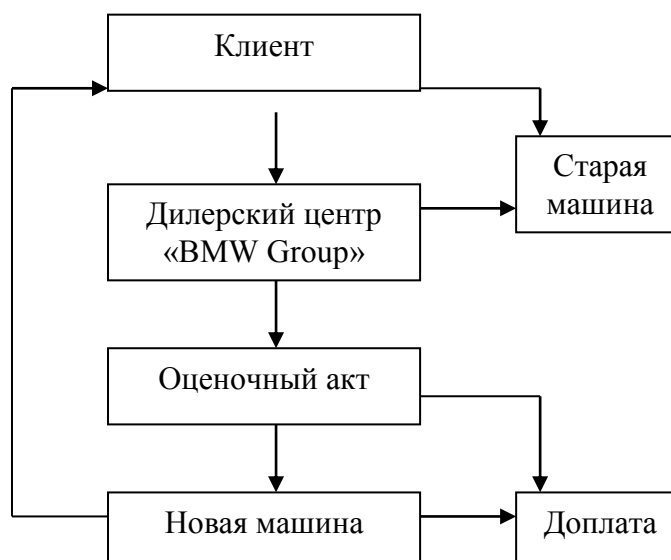 Клиент
Старая
машина
Дилерский центр
«BMW Group»
Оценочный акт
Новая машина
Доплата